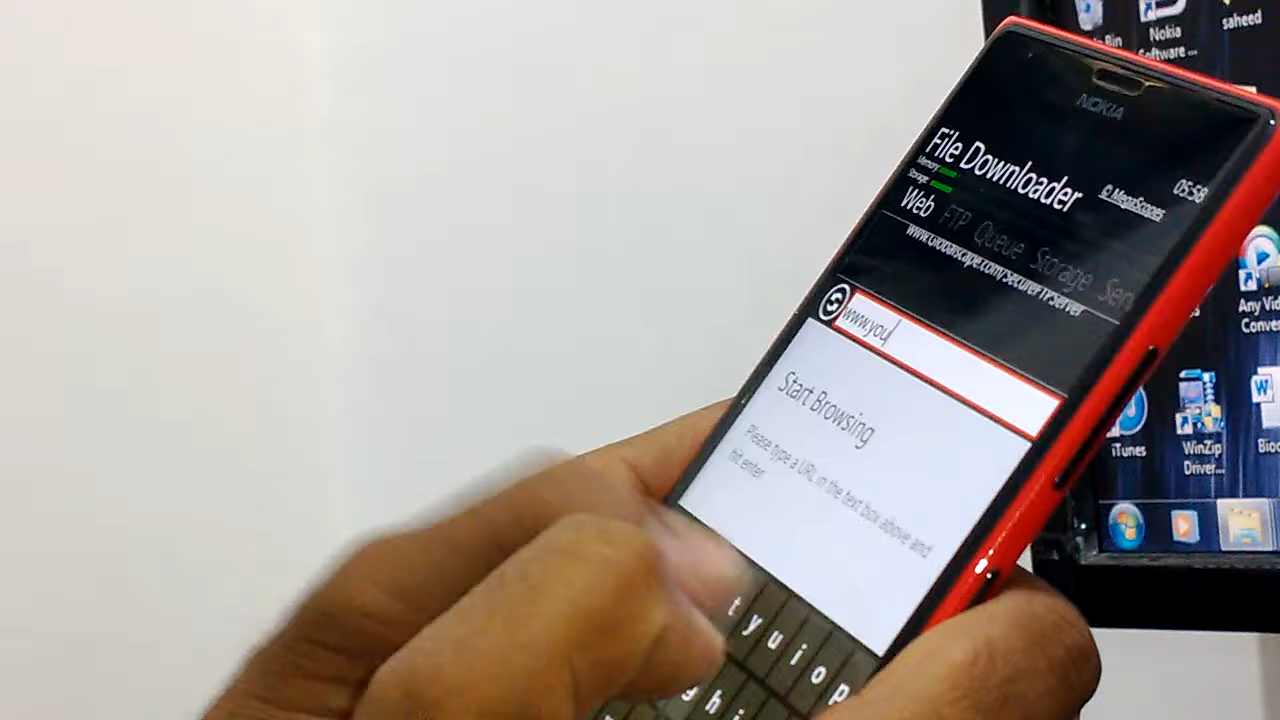 Nokia
Software ...
saheed
NOKIA
File Downloader
Memory
Storage
© MegaScopes
05:58
Web FTP Queue Storage
www.Globalscape.com/SecureFTPServer
www.you
Start Browsing
Please type a URL in the text box above and
hit enter.
t y u i o p
g h
Any Vid
Conver
iTunes
WinZip
Driver...
W